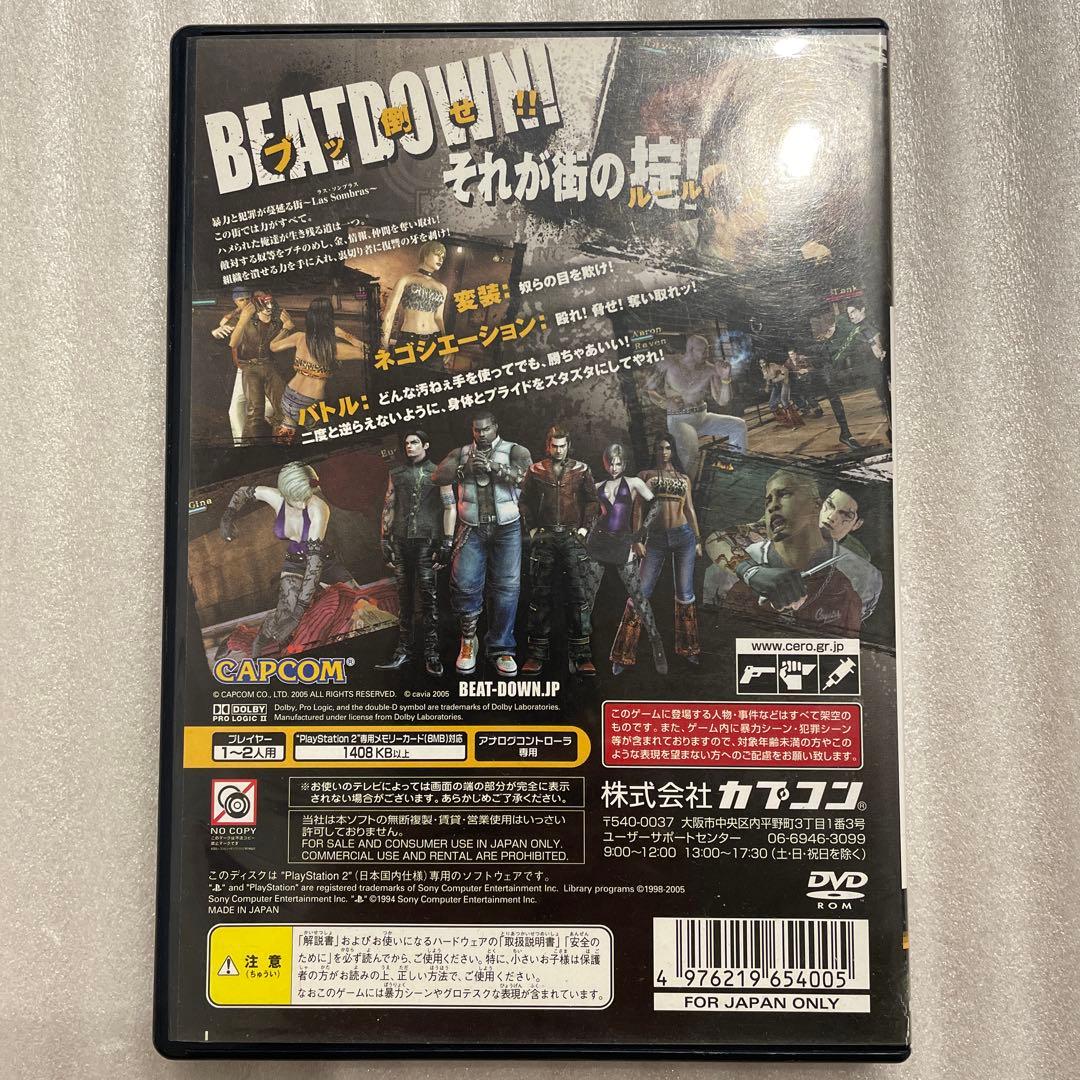 BEATDOWN!
ブッ倒せ!!
それが街の掟!
ルール
ラス・ソンブラス
暴力と犯罪が蔓延る街〜Las Sombras〜
この街では力がすべて。
ハメられた俺達が生き残る道は一つ。
敵対する奴等をブチのめし、金、情報、仲間を奪い取れ!
組織を潰せる力を手に入れ、裏切り者に復讐の牙を剥け!
変装: 奴らの目を欺け!
ネゴシエーション: 殴れ! 脅せ! 奪い取れッ!
バトル: どんな汚ねぇ手を使ってでも、勝ちゃあいい!
二度と逆らえないように、身体とプライドをズタズタにしてやれ!
Tank
Aaron
Raven
Gina
CAPCOM®
BEAT-DOWN.JP
www.cero.gr.jp
© CAPCOM CO., LTD. 2005 ALL RIGHTS RESERVED. © cavia 2005
DOLBY
PRO LOGIC II
Dolby, Pro Logic, and the double-D symbol are trademarks of Dolby Laboratories.
Manufactured under license from Dolby Laboratories.
プレイヤー
1〜2人用
"PlayStation 2"専用メモリーカード(8MB)対応
1408 KB以上
アナログコントローラ
専用
このゲームに登場する人物・事件などはすべて架空の
ものです。また、ゲーム内に暴力シーン・犯罪シーン
等が含まれておりますので、対象年齢未満の方やこの
ような表現を望まない方へのご配慮をお願い致します。
NO COPY
※お使いのテレビによっては画面の端の部分が完全に表示
されない場合がございます。あらかじめご了承ください。
当社は本ソフトの無断複製・賃貸・営業使用はいっさい
許可しておりません。
FOR SALE AND CONSUMER USE IN JAPAN ONLY.
COMMERCIAL USE AND RENTAL ARE PROHIBITED.
株式会社カプコン®
〒540-0037 大阪市中央区内平野町3丁目1番3号
ユーザーサポートセンター 06-6946-3099
9:00〜12:00 13:00〜17:30(土・日・祝日を除く)
このディスクは "PlayStation 2"(日本国内仕様)専用のソフトウェアです。
" " and "PlayStation" are registered trademarks of Sony Computer Entertainment Inc. Library programs ©1998-2005
Sony Computer Entertainment Inc. " " ©1994 Sony Computer Entertainment Inc.
MADE IN JAPAN
DVD
ROM
注意
(ちゅうい)
「解説書」およびお使いになるハードウェアの「取扱説明書」「安全の
ために」を必ず読んでから、ご使用ください。特に、小さいお子様は保護
者の方がお読みの上、正しい方法で、ご使用ください。
なおこのゲームには暴力シーンやグロテスクな表現が含まれています。
4 976219 654005
FOR JAPAN ONLY